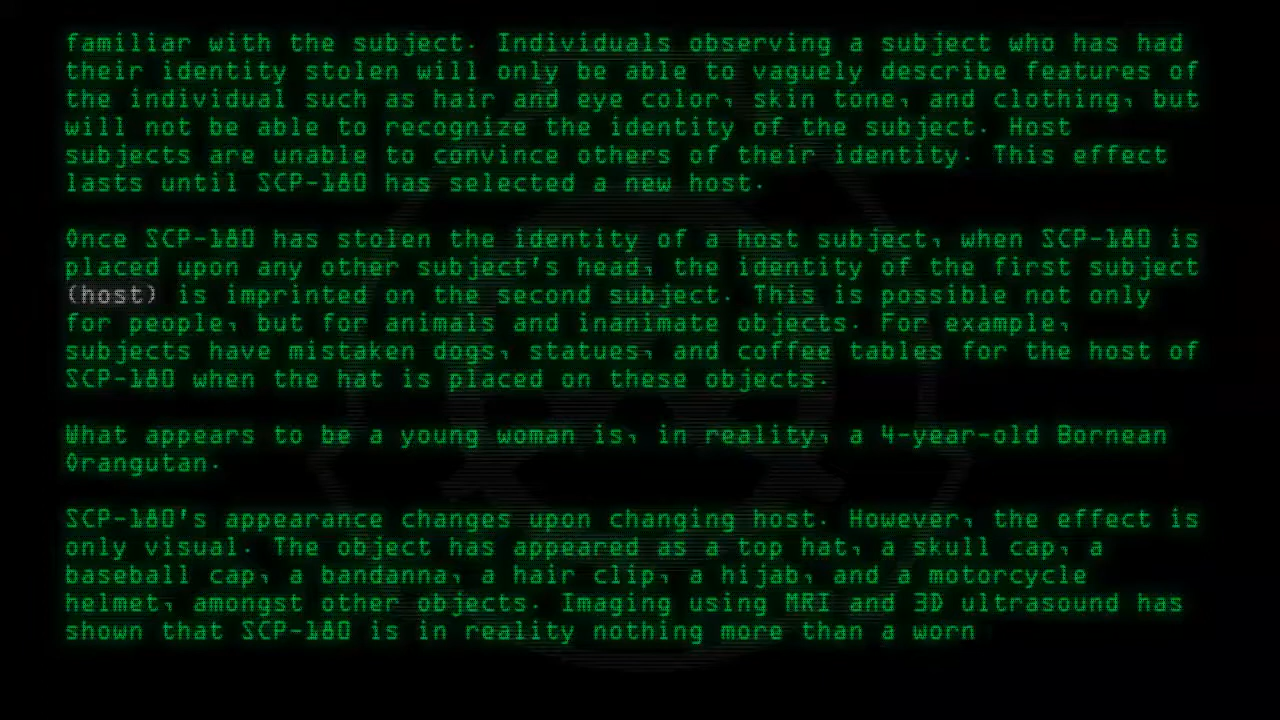 familiar with the subject. Individuals observing a subject who has had
their identity stolen will only be able to vaguely describe features of
the individual such as hair and eye color, skin tone, and clothing, but
will not be able to recognize the identity of the subject. Host
subjects are unable to convince others of their identity. This effect
lasts until SCP-180 has selected a new host.
Once SCP-180 has stolen the identity of a host subject, when SCP-180 is
placed upon any other subject's head, the identity of the first subject
(host) is imprinted on the second subject. This is possible not only
for people, but for animals and inanimate objects. For example,
subjects have mistaken dogs, statues, and coffee tables for the host of
SCP-180 when the hat is placed on these objects.
What appears to be a young woman is, in reality, a 4-year-old Bornean
Orangutan.
SCP-180's appearance changes upon changing host. However, the effect is
only visual. The object has appeared as a top hat, a skull cap, a
baseball cap, a bandanna, a hair clip, a hijab, and a motorcycle
helmet, amongst other objects. Imaging using MRI and 3D ultrasound has
shown that SCP-180 is in reality nothing more than a worn